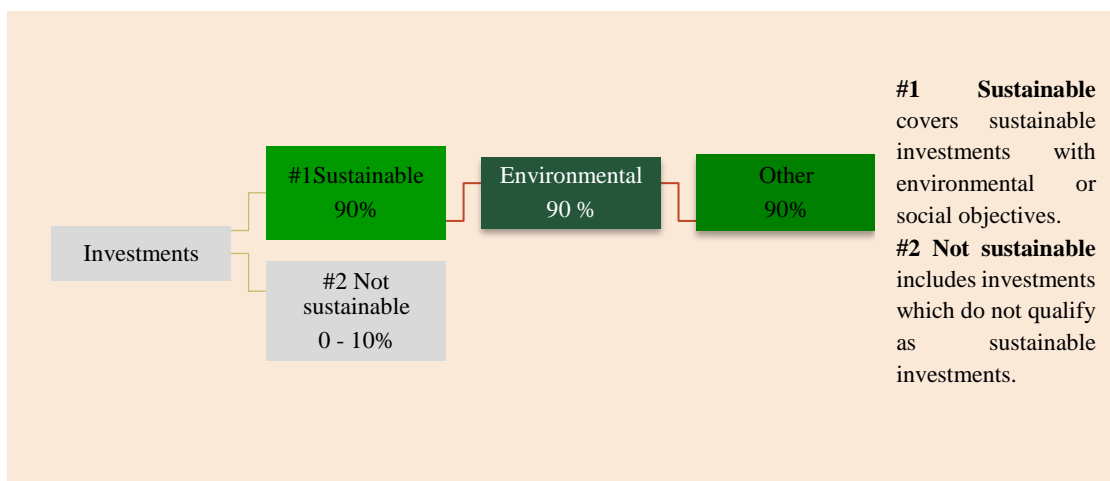 Investments
#1Sustainable
90%
#2 Not
sustainable
0 - 10%
Environmental
90 %
Other
90%
#1 Sustainable
covers sustainable
investments with
environmental or
social objectives.
#2 Not sustainable
includes investments
which do not qualify
as sustainable
investments.